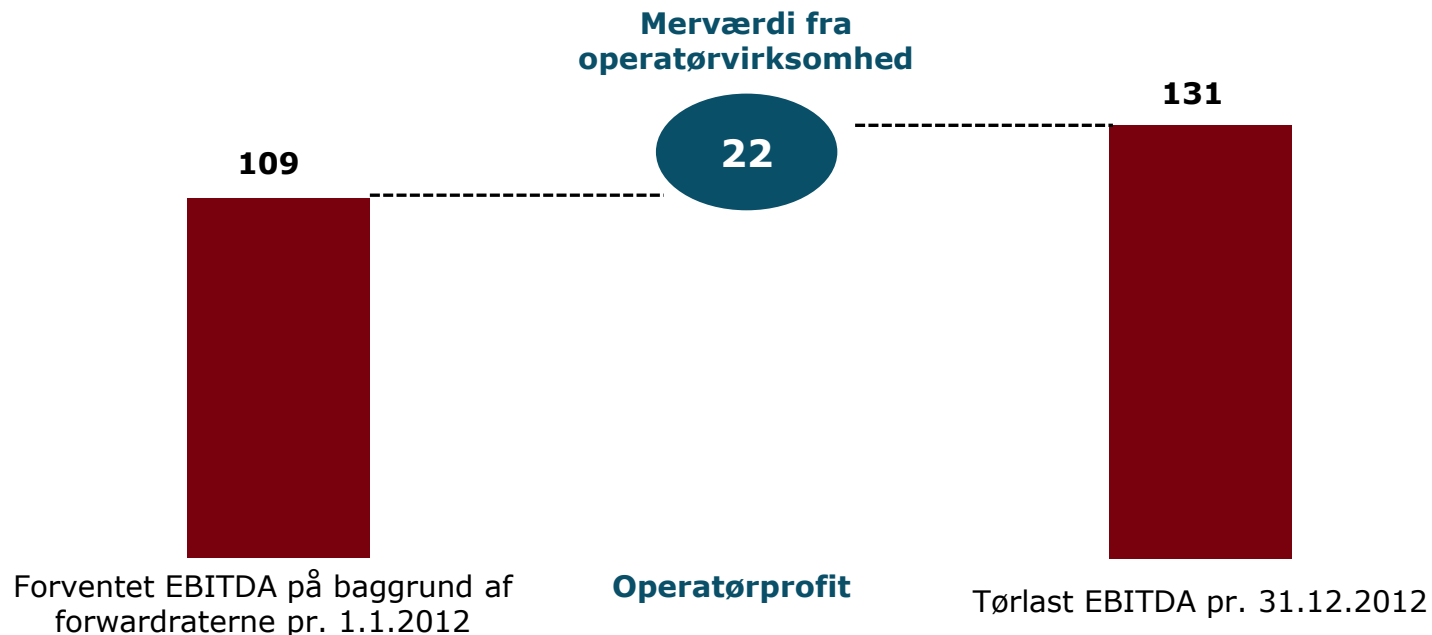 Merværdi fra
operatørvirksomhed
131
22
109
Forventet EBITDA på baggrund af
forwardraterne pr. 1.1.2012
Operatørprofit
Tørlast EBITDA pr. 31.12.2012